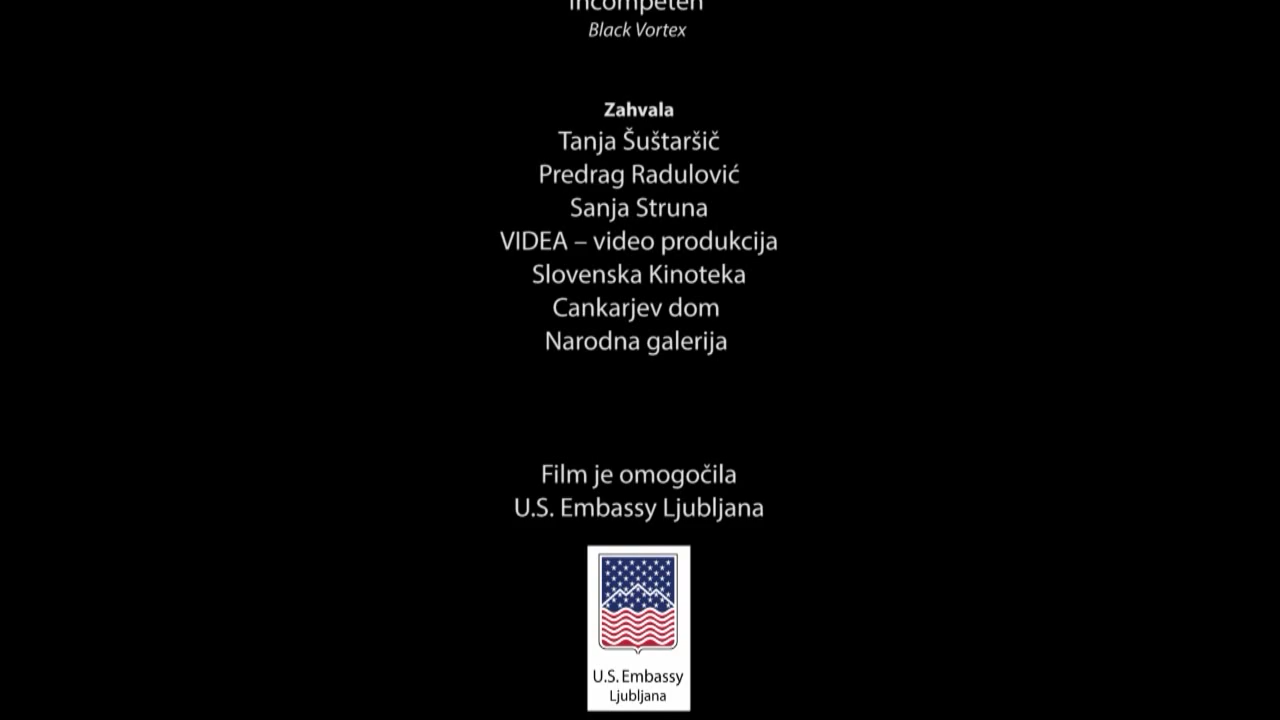 Incompeten
Black Vortex
Zahvala
Tanja Šuštaršič
Predrag Radulović
Sanja Struna
VIDEA – video produkcija
Slovenska Kinoteka
Cankarjev dom
Narodna galerija
Film je omogočila
U.S. Embassy Ljubljana
U.S. Embassy
Ljubljana